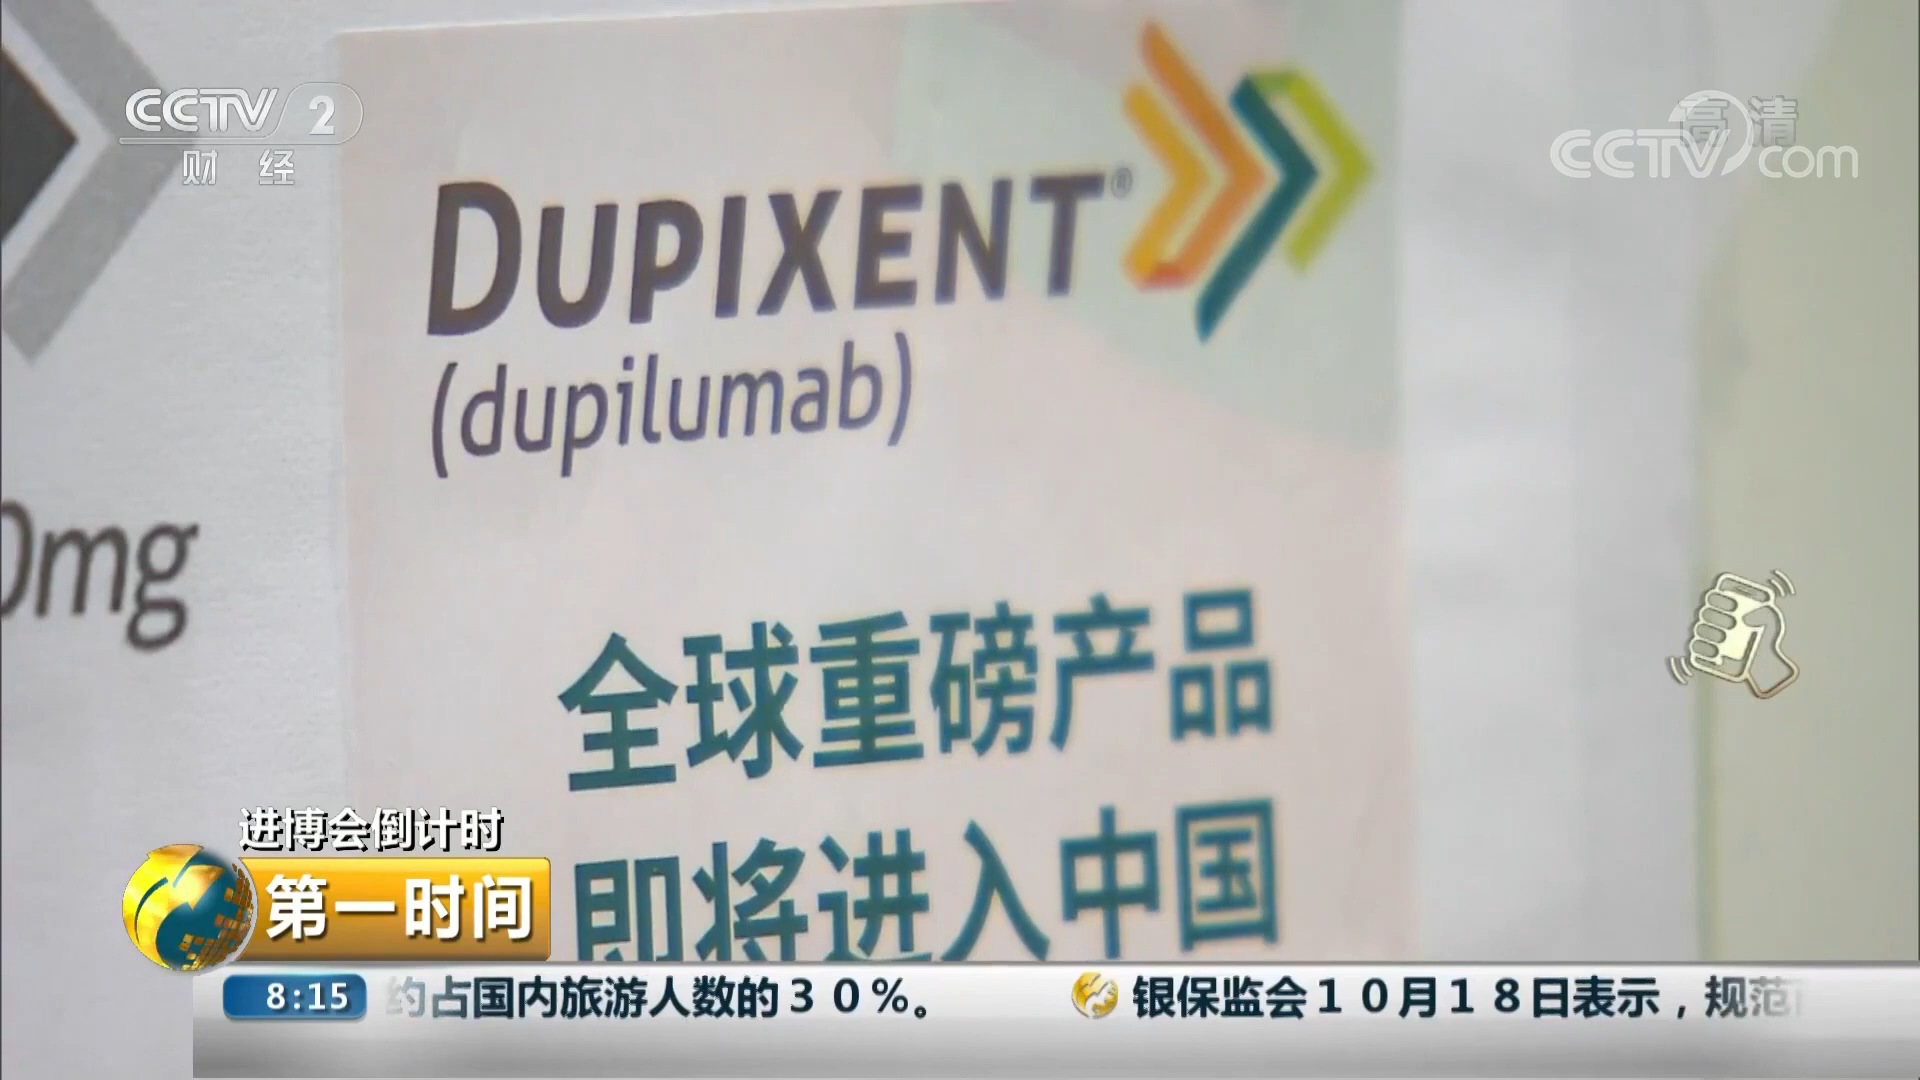 CCTV 2
财经
高清
CCTV.com
DUPIXENT®
(dupilumab)
0mg
全球重磅产品
即将进入中国
进博会倒计时
第一时间
8:15 约占国内旅游人数的30%。 银保监会10月18日表示，规范